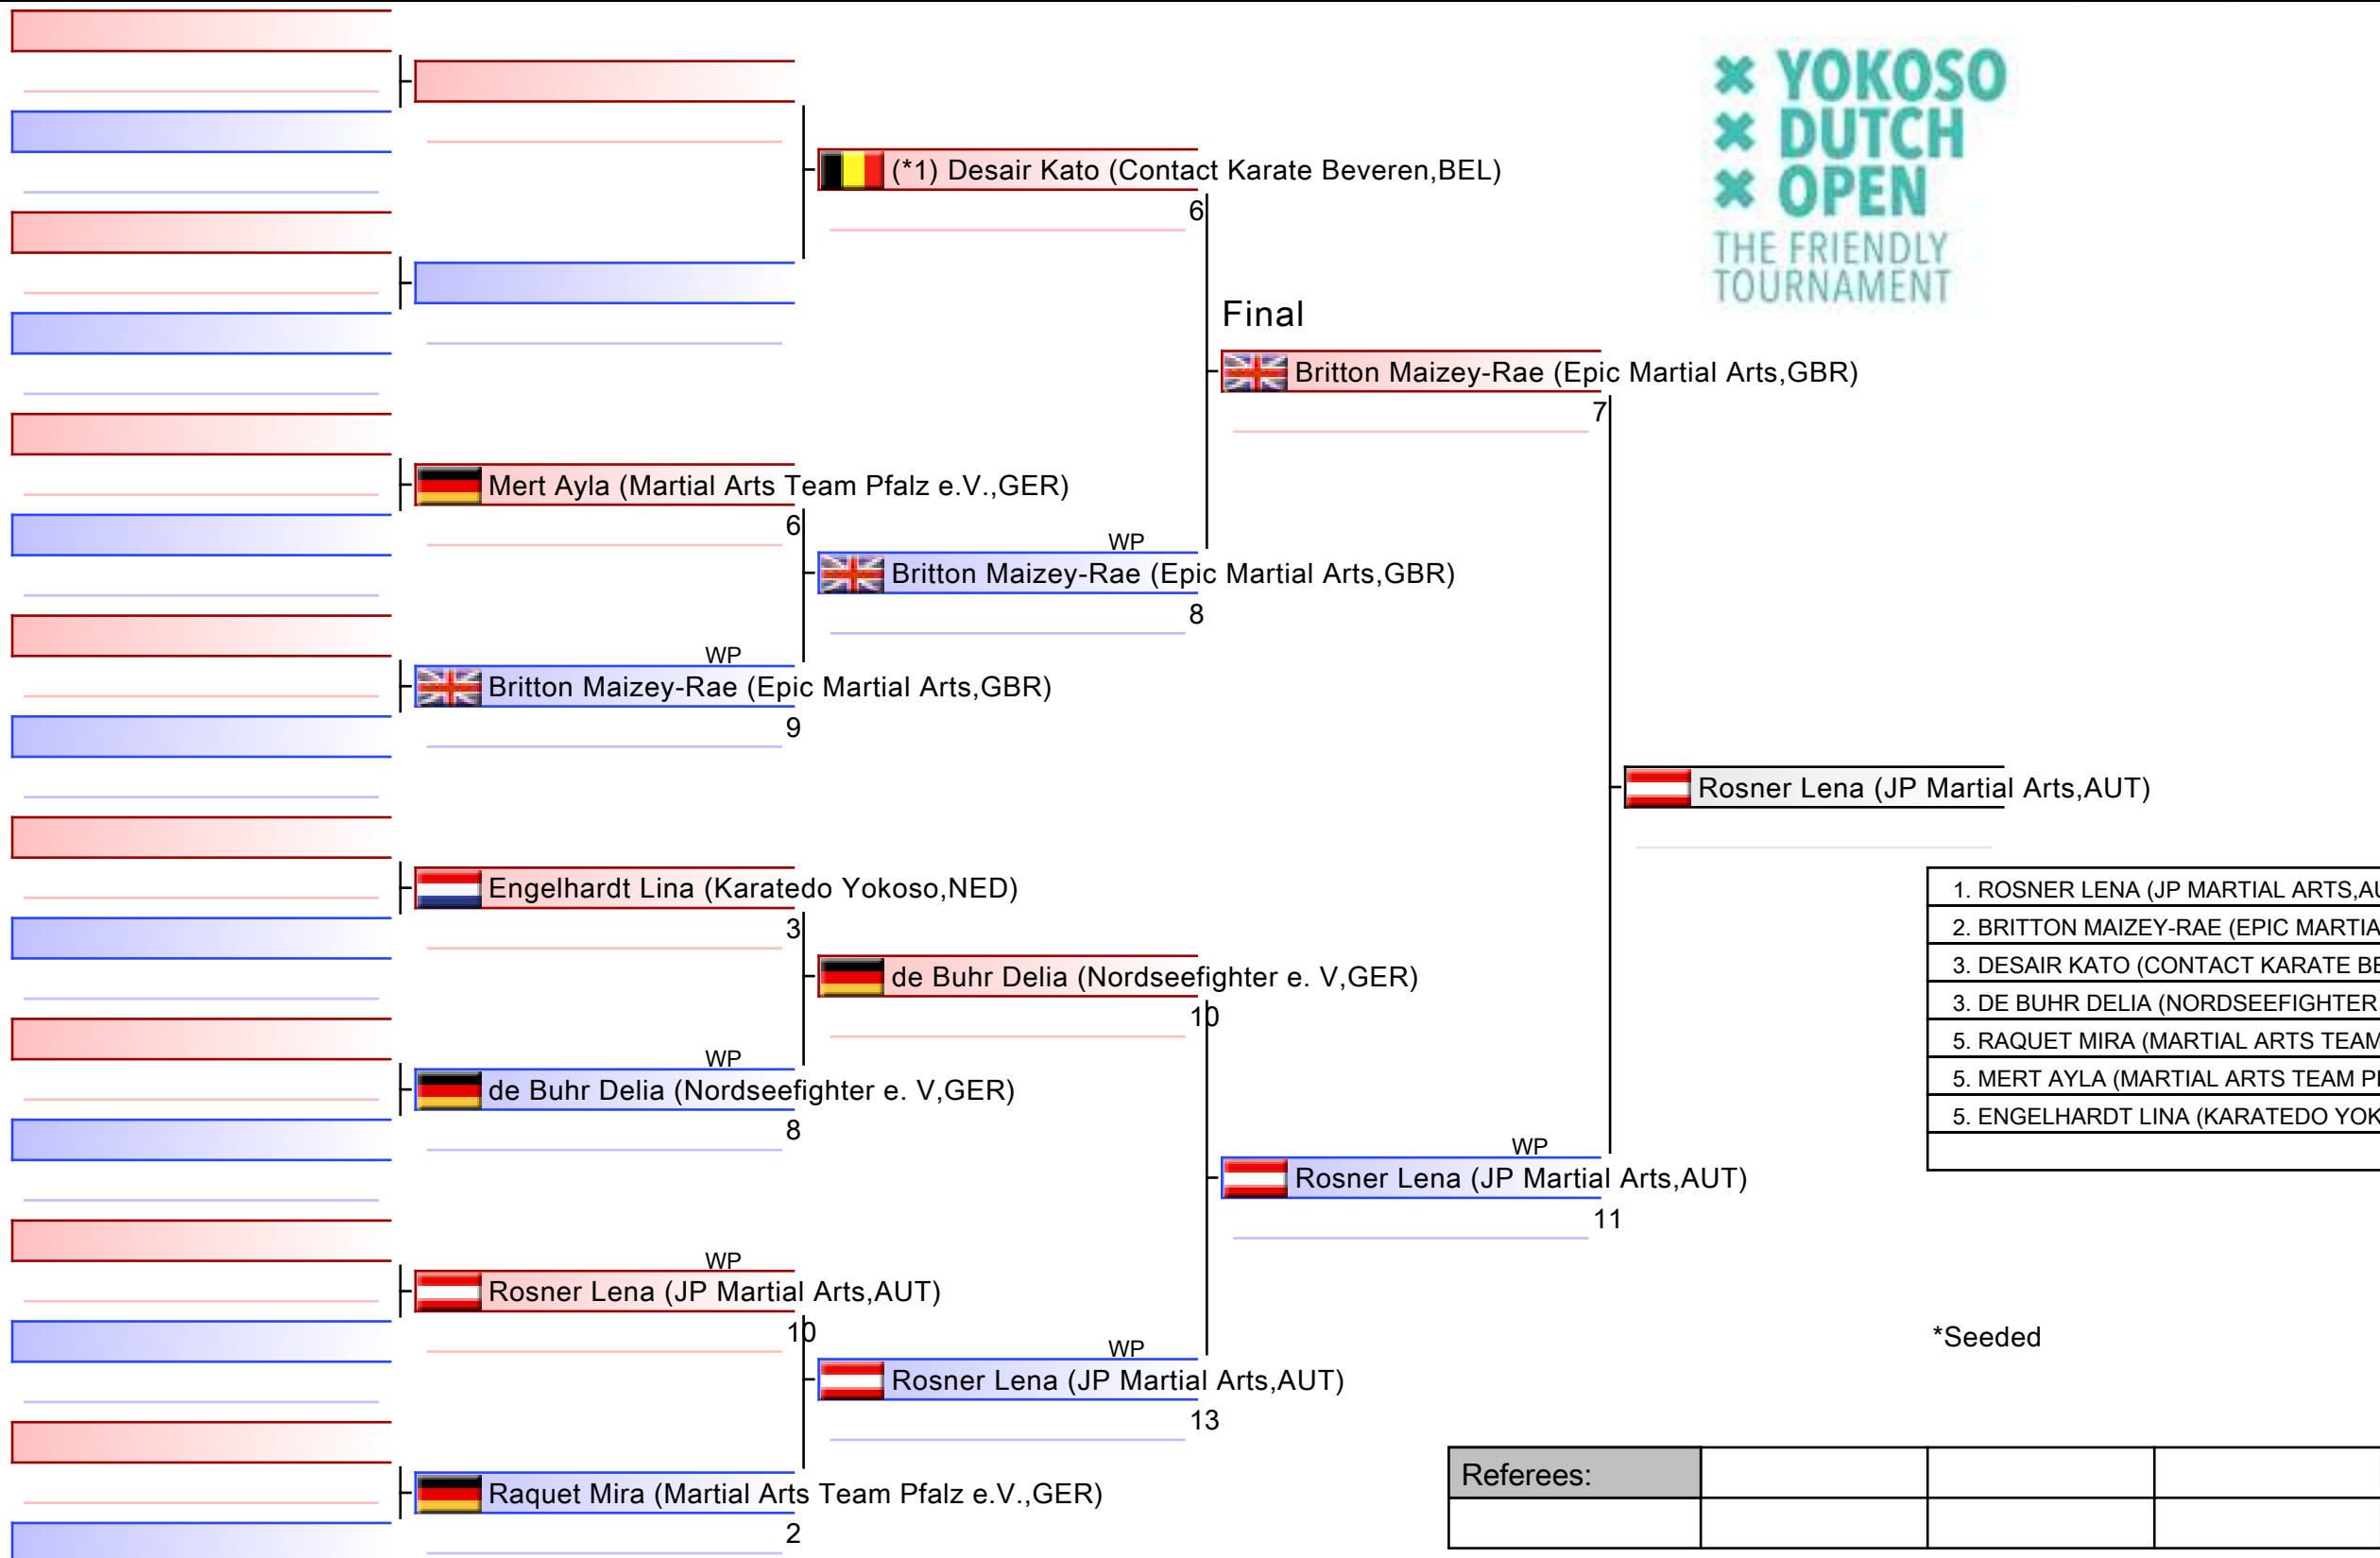 YOKOSO
DUTCH
OPEN
THE FRIENDLY
TOURNAMENT
(*1) Desair Kato (Contact Karate Beveren,BEL)
6
Final
Britton Maizey-Rae (Epic Martial Arts,GBR)
7
Mert Ayla (Martial Arts Team Pfalz e.V.,GER)
6
WP
Britton Maizey-Rae (Epic Martial Arts,GBR)
8
WP
Britton Maizey-Rae (Epic Martial Arts,GBR)
9
Rosner Lena (JP Martial Arts,AUT)
Engelhardt Lina (Karatedo Yokoso,NED)
3
de Buhr Delia (Nordseefighter e. V,GER)
10
WP
de Buhr Delia (Nordseefighter e. V,GER)
8
WP
Rosner Lena (JP Martial Arts,AUT)
11
WP
Rosner Lena (JP Martial Arts,AUT)
10
WP
Rosner Lena (JP Martial Arts,AUT)
13
Raquet Mira (Martial Arts Team Pfalz e.V.,GER)
2
1. ROSNER LENA (JP MARTIAL ARTS,AU
2. BRITTON MAIZEY-RAE (EPIC MARTIA
3. DESAIR KATO (CONTACT KARATE BE
3. DE BUHR DELIA (NORDSEEFIGHTER
5. RAQUET MIRA (MARTIAL ARTS TEAM
5. MERT AYLA (MARTIAL ARTS TEAM P
5. ENGELHARDT LINA (KARATEDO YOK
*Seeded
Referees: